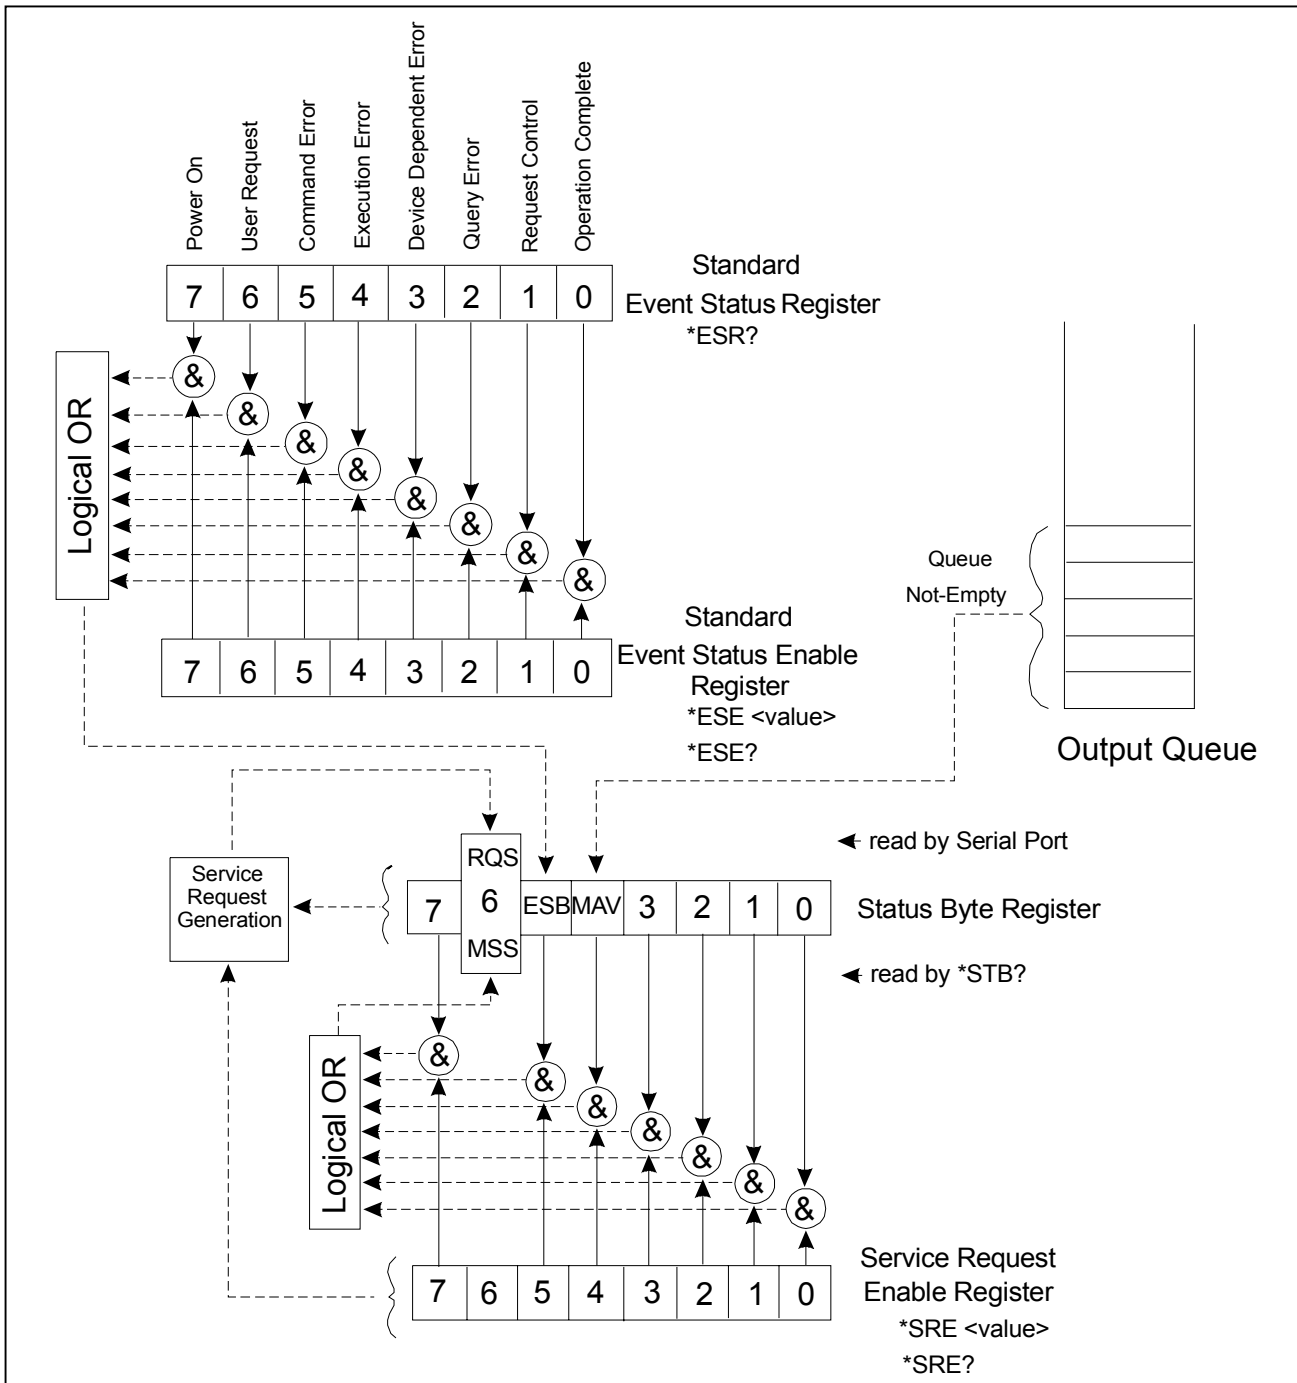 Power On
User Request
Command Error
Execution Error
Device Dependent Error
Query Error
Request Control
Operation Complete
7 6 5 4 3 2 1 0
Standard
Event Status Register
*ESR?
Logical OR
& & & & & & & &
Queue
Not-Empty
Output Queue
7 6 5 4 3 2 1 0
Standard
Event Status Enable
Register
*ESE <value>
*ESE?
Service
Request
Generation
read by Serial Port
RQS
7 6 ESB MAV 3 2 1 0
MSS
Status Byte Register
read by *STB?
Logical OR
& & & & & & &
7 6 5 4 3 2 1 0
Service Request
Enable Register
*SRE <value>
*SRE?